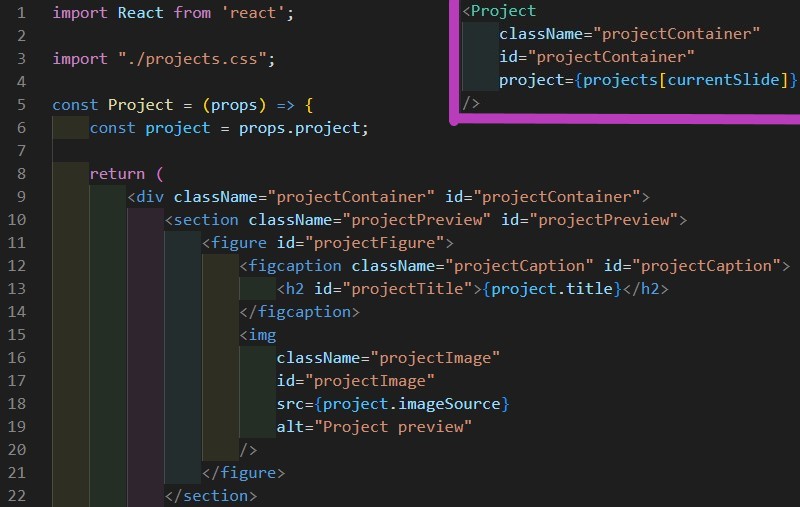 1 import React from 'react';
2
3 import "./projects.css";
4
5 const Project = (props) => {
6 const project = props.project;
7
8 return (
9 <div className="projectContainer" id="projectContainer">
10 <section className="projectPreview" id="projectPreview">
11 <figure id="projectFigure">
12 <figcaption className="projectCaption" id="projectCaption">
13 <h2 id="projectTitle">{project.title}</h2>
14 </figcaption>
15 <img
16 className="projectImage"
17 id="projectImage"
18 src={project.imageSource}
19 alt="Project preview"
20 />
21 </figure>
22 </section>
<Project
className="projectContainer"
id="projectContainer"
project={projects[currentSlide]}
/>